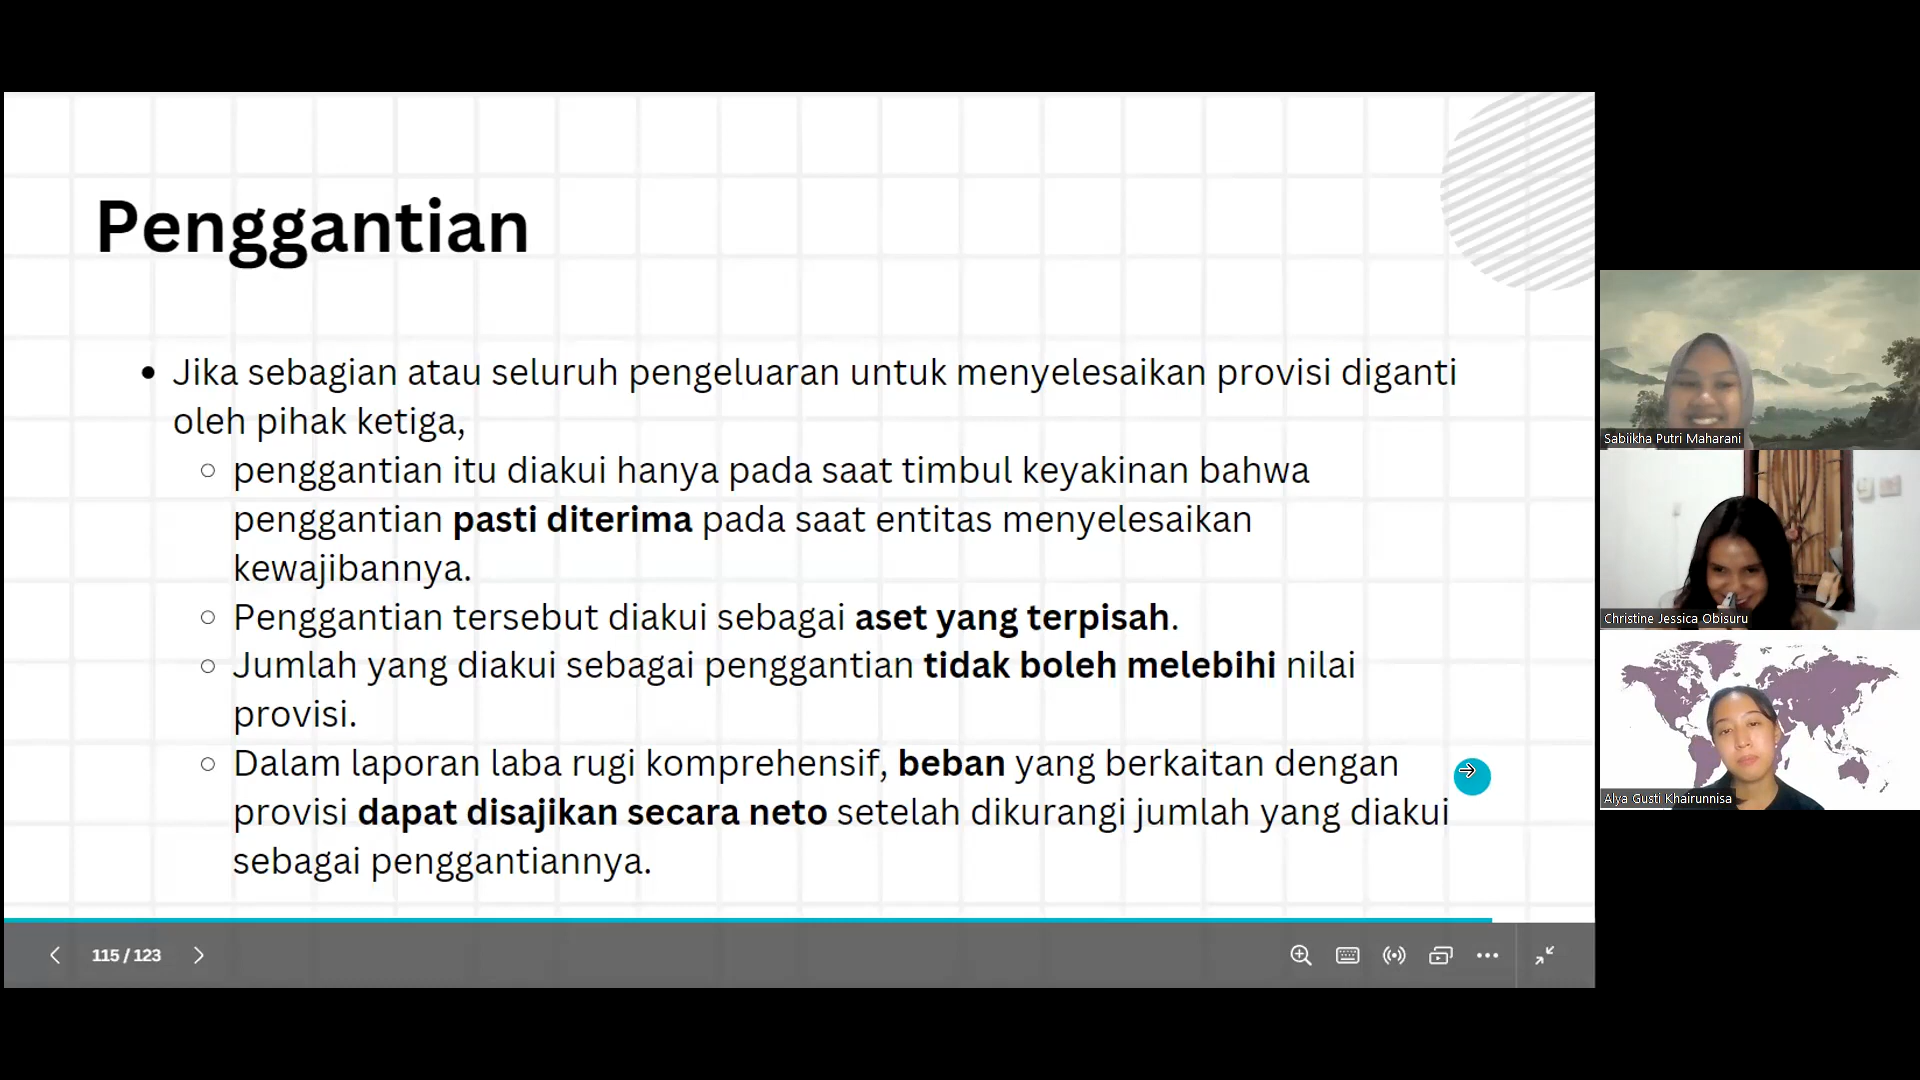 Penggantian
• Jika sebagian atau seluruh pengeluaran untuk menyelesaikan provisi diganti
oleh pihak ketiga,
○ penggantian itu diakui hanya pada saat timbul keyakinan bahwa
penggantian pasti diterima pada saat entitas menyelesaikan
kewajibannya.
○ Penggantian tersebut diakui sebagai aset yang terpisah.
○ Jumlah yang diakui sebagai penggantian tidak boleh melebihi nilai
provisi.
○ Dalam laporan laba rugi komprehensif, beban yang berkaitan dengan
provisi dapat disajikan secara neto setelah dikurangi jumlah yang diakui
sebagai penggantiannya.
115 / 123
Sabiikha Putri Maharani
Christine Jessica Obisuru
Alya Gusti Khairunnisa